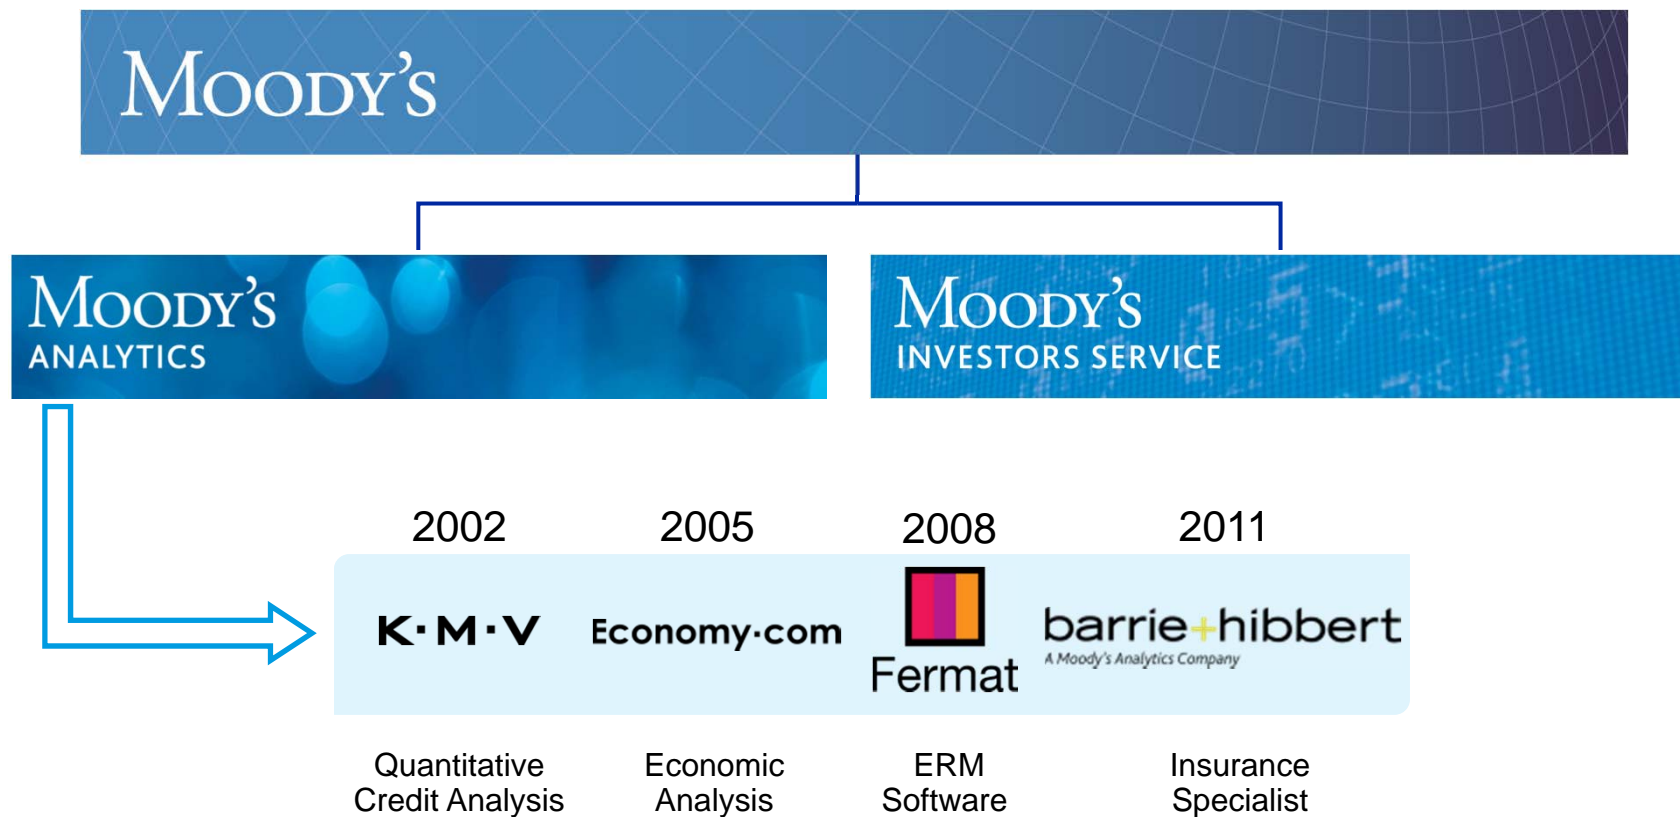 MOODY'S
MOODY'S
ANALYTICS
MOODY'S
INVESTORS SERVICE
2002
2005
2008
2011
K·M·V
Economy·com
Fermat
barrie+hibbert
A Moody's Analytics Company
Quantitative
Credit Analysis
Economic
Analysis
ERM
Software
Insurance
Specialist